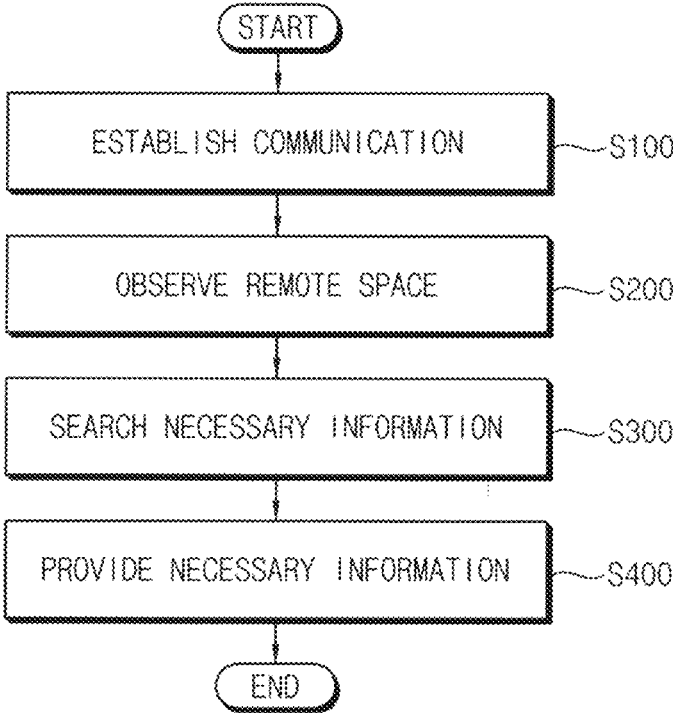 START
ESTABLISH COMMUNICATION
S100
OBSERVE REMOTE SPACE
S200
SEARCH NECESSARY INFORMATION
S300
PROVIDE NECESSARY INFORMATION
S400
END